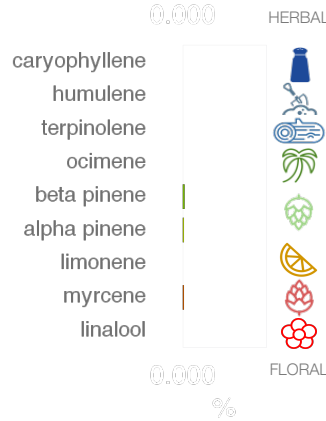 0.000 HERBAL
caryophyllene
humulene
terpinolene
ocimene
beta pinene
alpha pinene
limonene
myrcene
linalool
0.000 FLORAL
%